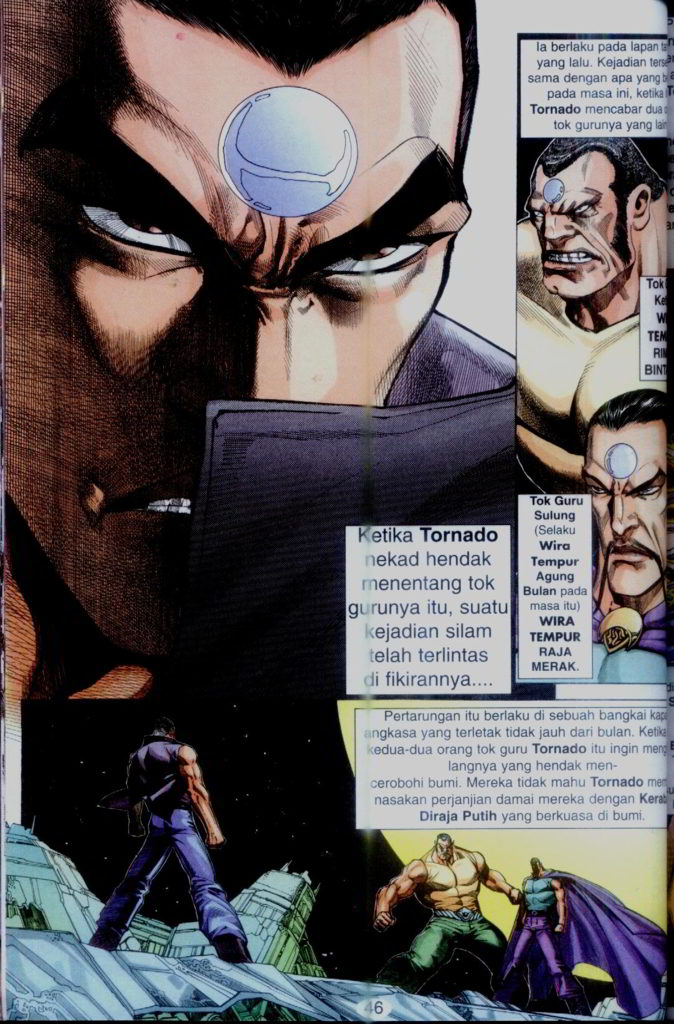 Ia berlaku pada lapan
yang lalu. Kejadian
sama dengan apa yang
pada masa ini, ketika
Tornado mencabar dua
tok gurunya yang
Tok
WI
Tok Guru
Sulung
(Selaku
Wira
Tempur
Agung
Bulan pada
masa itu)
WIRA
TEMPUR
RAJA
MERAK.
Ketika Tornado
nekad hendak
menentang tok
gurunya itu, suatu
kejadian silam
telah terlintas
di fikirannya....
Pertarungan itu berlaku di sebuah bangkai
angkasa yang terletak tidak jauh dari bulan. Ketika
kedua-dua orang tok guru Tornado itu ingin
langnya yang hendak men-
cerobohi bumi. Mereka tidak mahu Tornado
nasakan perjanjian damai mereka dengan
Diraja Putih yang berkuasa di bumi.
46